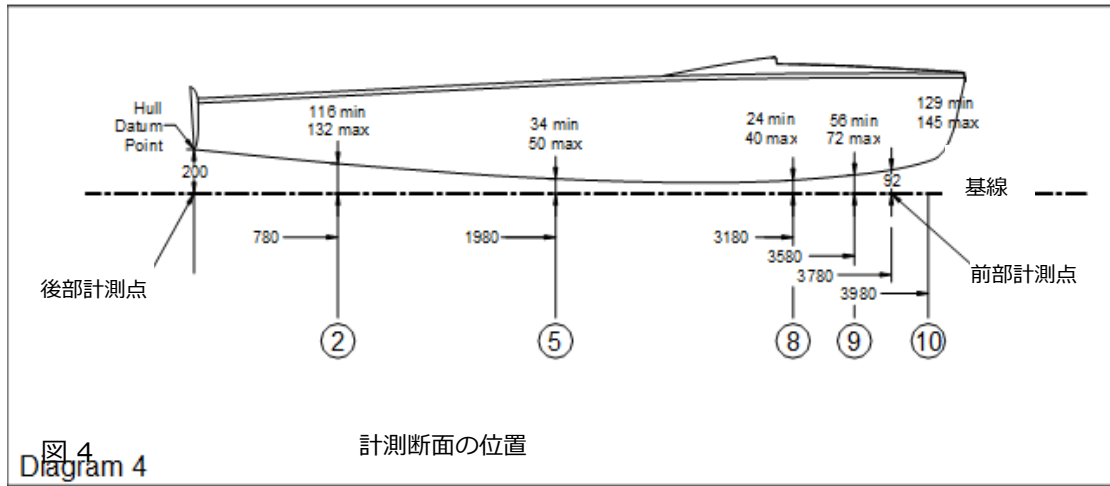 Hull
Datum
Point
116 min
132 max
34 min
50 max
24 min
40 max
56 min
72 max
129 min
145 max
200
92
基線
780
1980
3180
3580
3780
3980
後部計測点
前部計測点
2
5
8
9
10
図4
計測断面の位置
Diagram 4